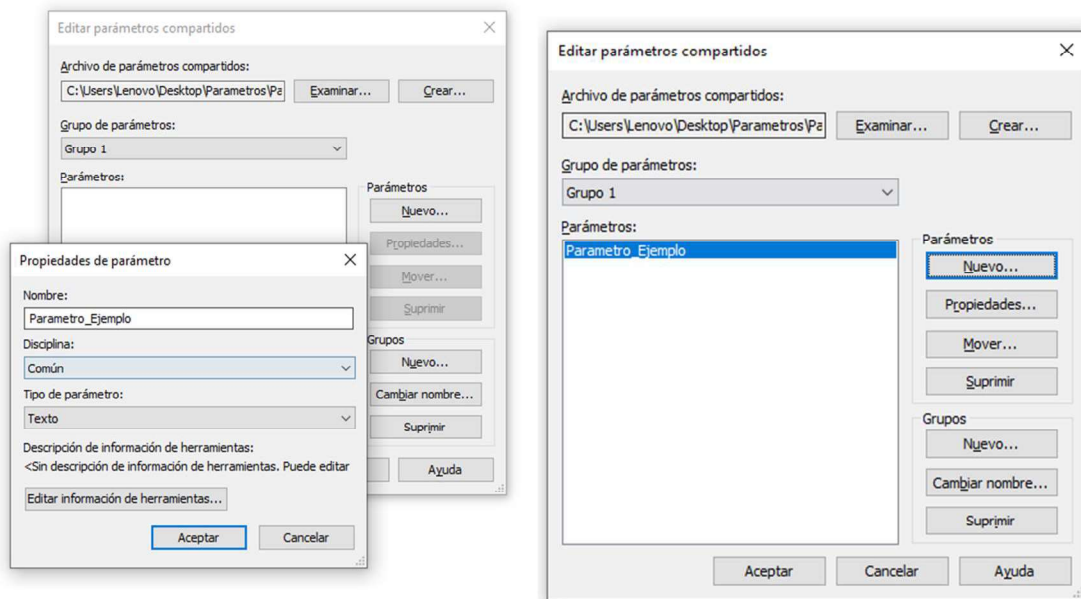 Editar parámetros compartidos
Archivo de parámetros compartidos:
C:\Users\Lenovo\Desktop\Parametros\Pa
Examinar...
Crear...
Grupo de parámetros:
Grupo 1
Parámetros:
Parámetros
Nuevo...
Propiedades...
Mover...
Suprimir
Grupos
Nuevo...
Cambiar nombre...
Suprimir
Ayuda
Propiedades de parámetro
Nombre:
Parametro_Ejemplo
Disciplina:
Común
Tipo de parámetro:
Texto
Descripción de información de herramientas:
<Sin descripción de información de herramientas. Puede editar
Editar información de herramientas...
Aceptar
Cancelar
Editar parámetros compartidos
Archivo de parámetros compartidos:
C:\Users\Lenovo\Desktop\Parametros\Pa
Examinar...
Crear...
Grupo de parámetros:
Grupo 1
Parámetros:
Parametro_Ejemplo
Parámetros
Nuevo...
Propiedades...
Mover...
Suprimir
Grupos
Nuevo...
Cambiar nombre...
Suprimir
Aceptar
Cancelar
Ayuda